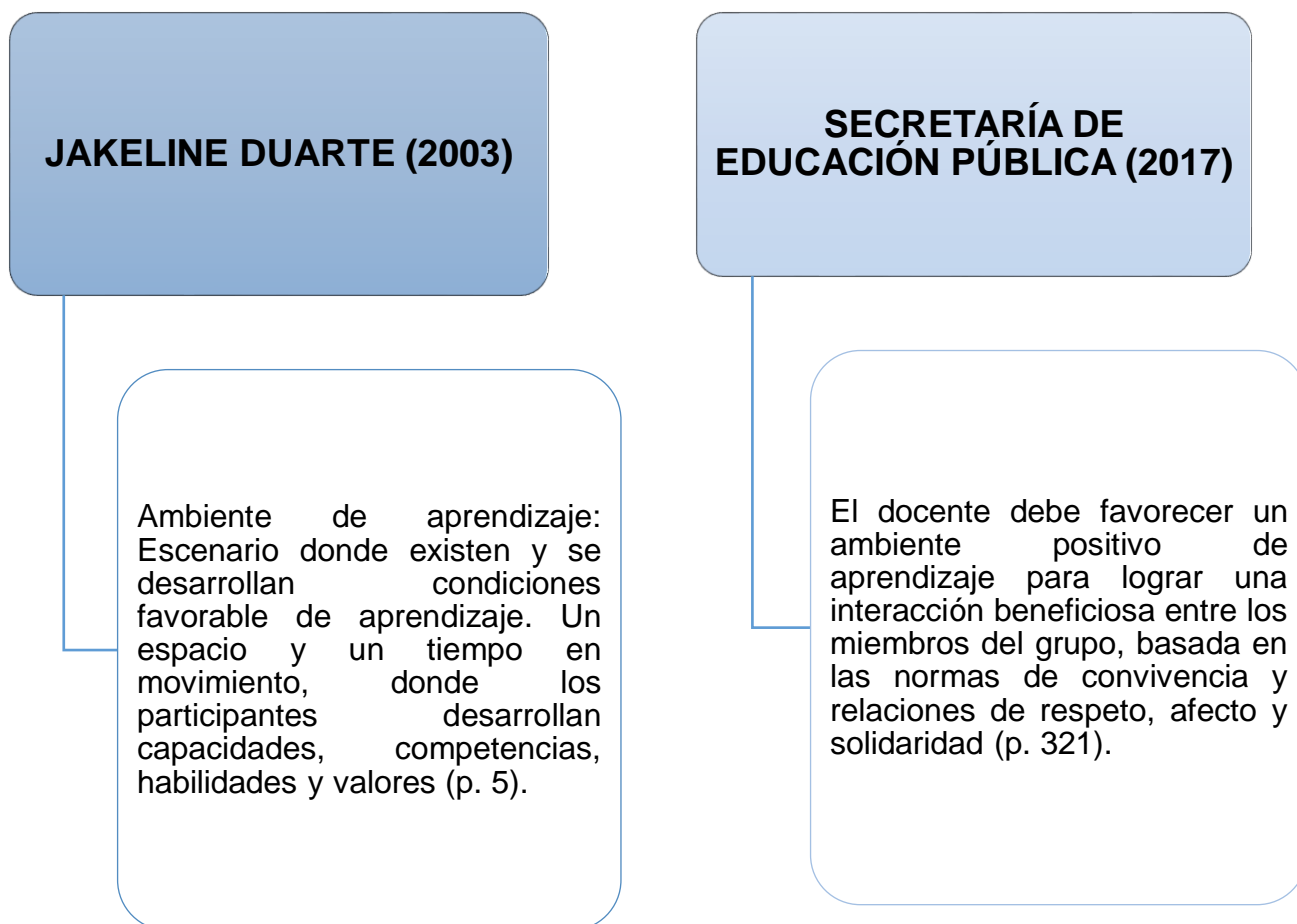 JAKELINE DUARTE (2003)
Ambiente de aprendizaje:
Escenario donde existen y se
desarrollan condiciones
favorable de aprendizaje. Un
espacio y un tiempo en
movimiento, donde los
participantes desarrollan
capacidades, competencias,
habilidades y valores (p. 5).
SECRETARÍA DE
EDUCACIÓN PÚBLICA (2017)
El docente debe favorecer un
ambiente positivo de
aprendizaje para lograr una
interacción beneficiosa entre los
miembros del grupo, basada en
las normas de convivencia y
relaciones de respeto, afecto y
solidaridad (p. 321).